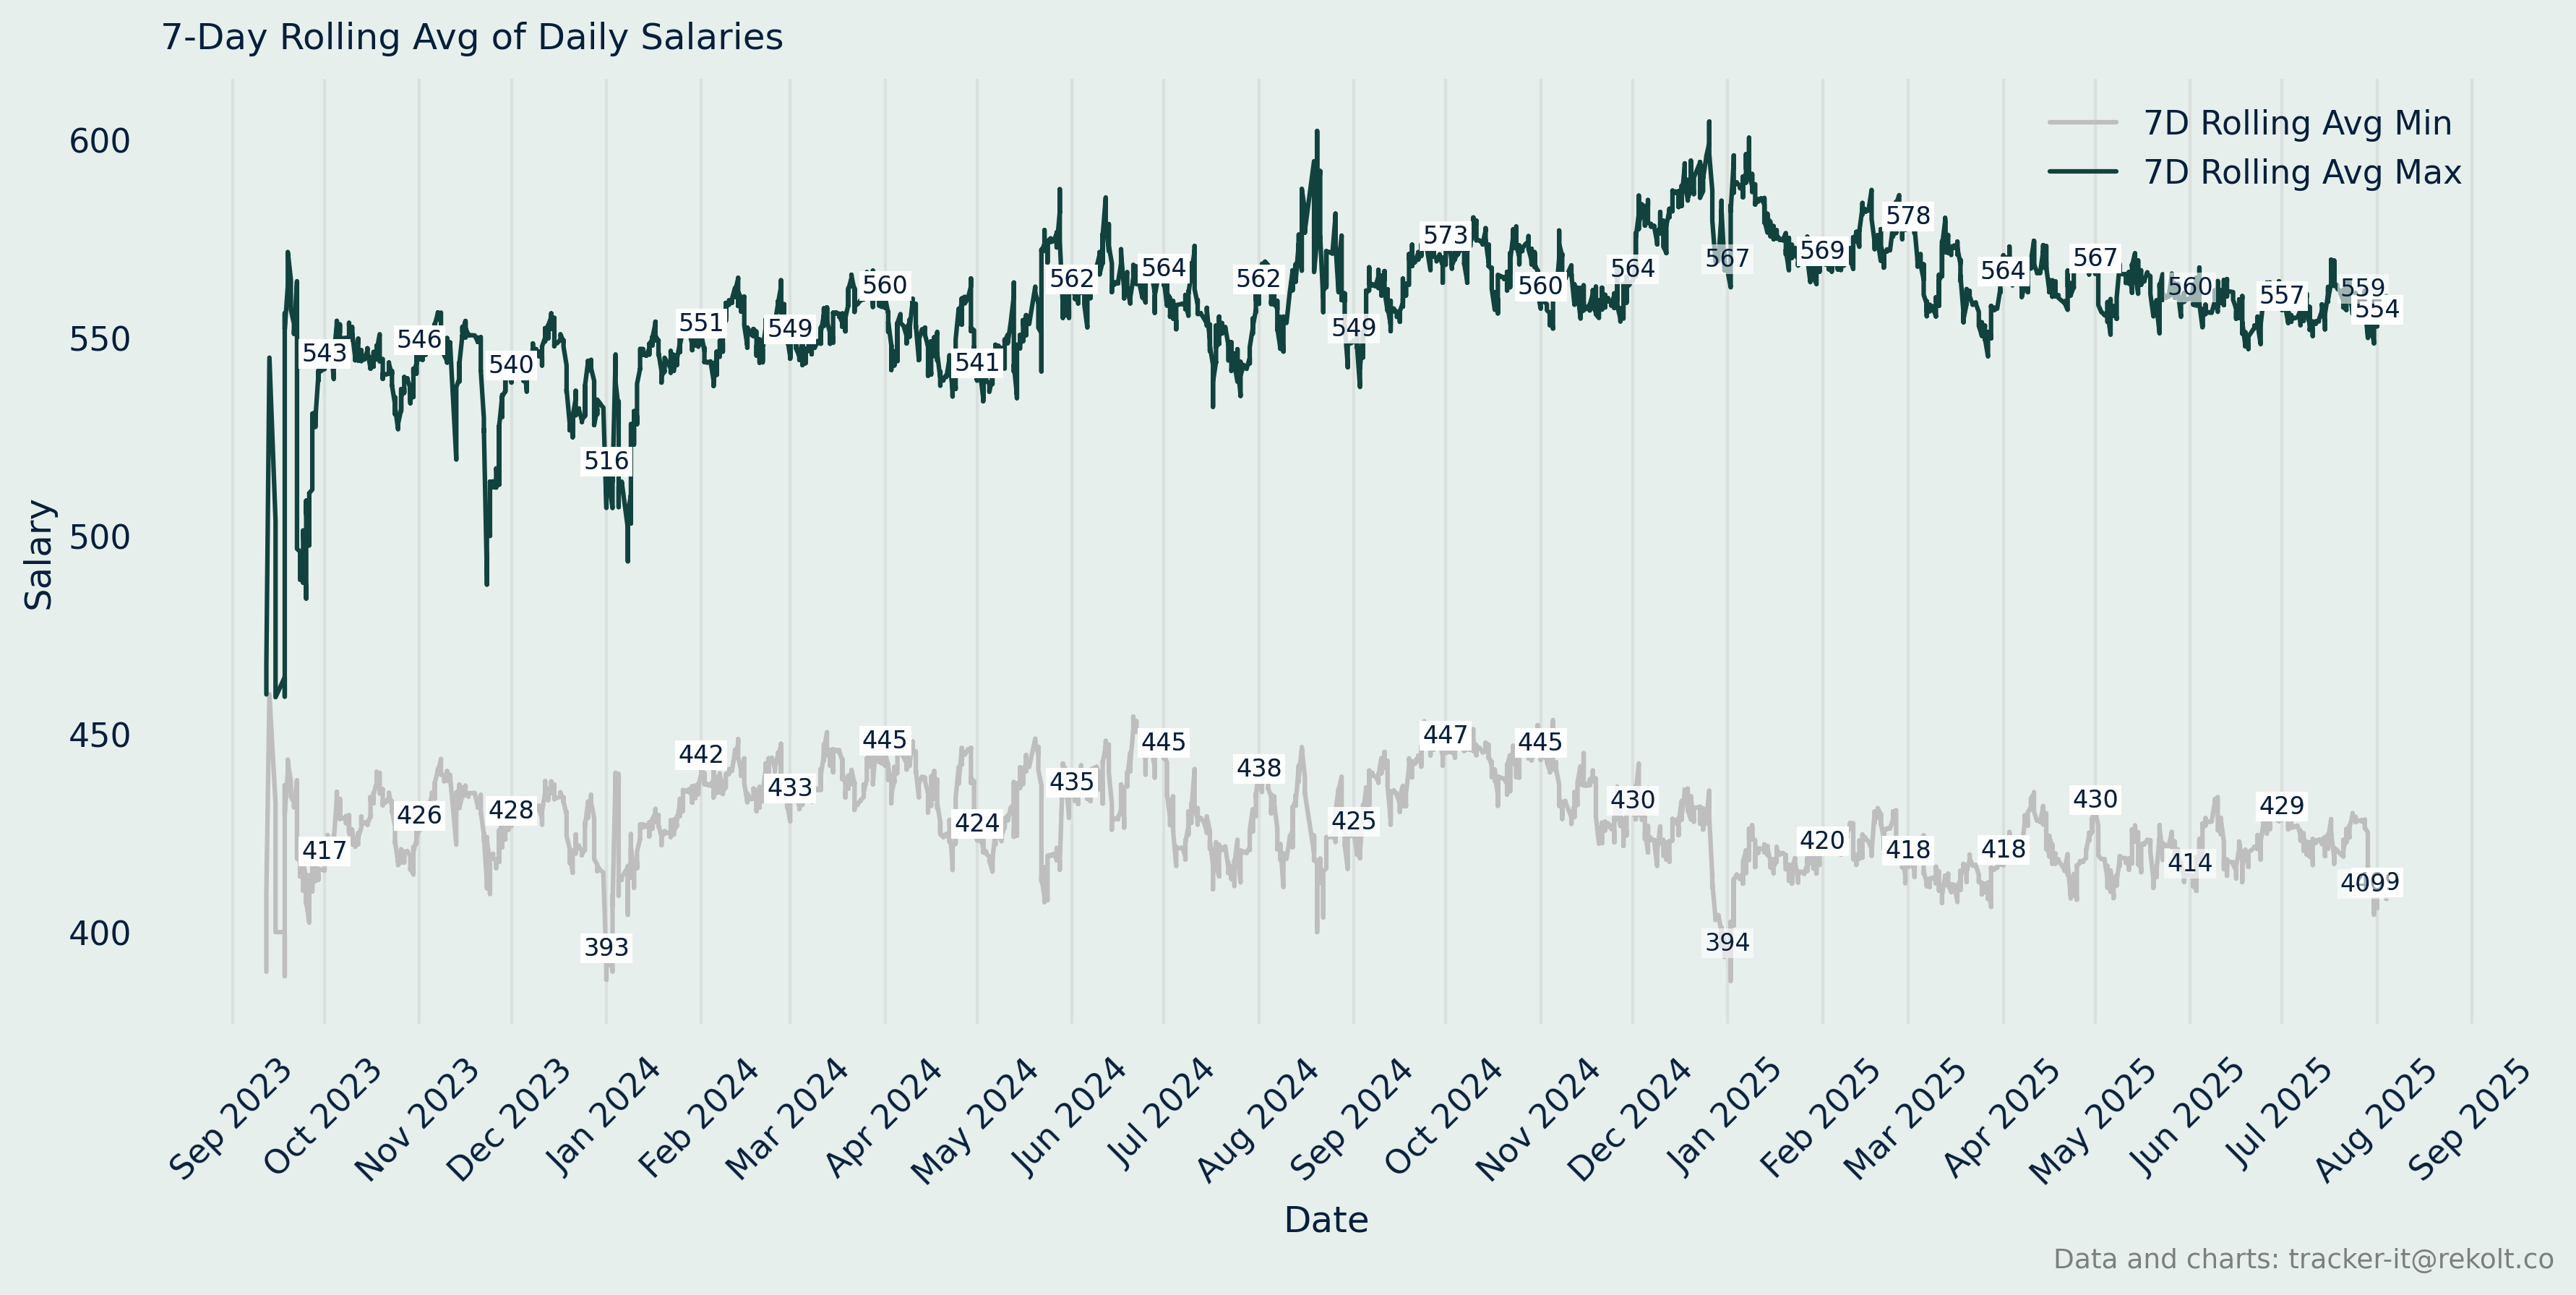 7-Day Rolling Avg of Daily Salaries
7D Rolling Avg Min
7D Rolling Avg Max
Salary
600
550
500
450
400
543
546
540
516
551
549
560
541
562
564
562
549
573
560
564
567
569
578
564
567
560
557
559
554
417
426
428
393
442
433
445
424
435
445
438
425
447
445
430
394
420
418
418
430
414
429
409
Sep 2023
Oct 2023
Nov 2023
Dec 2023
Jan 2024
Feb 2024
Mar 2024
Apr 2024
May 2024
Jun 2024
Jul 2024
Aug 2024
Sep 2024
Oct 2024
Nov 2024
Dec 2024
Jan 2025
Feb 2025
Mar 2025
Apr 2025
May 2025
Jun 2025
Jul 2025
Aug 2025
Sep 2025
Date
Data and charts: tracker-it@rekolt.co